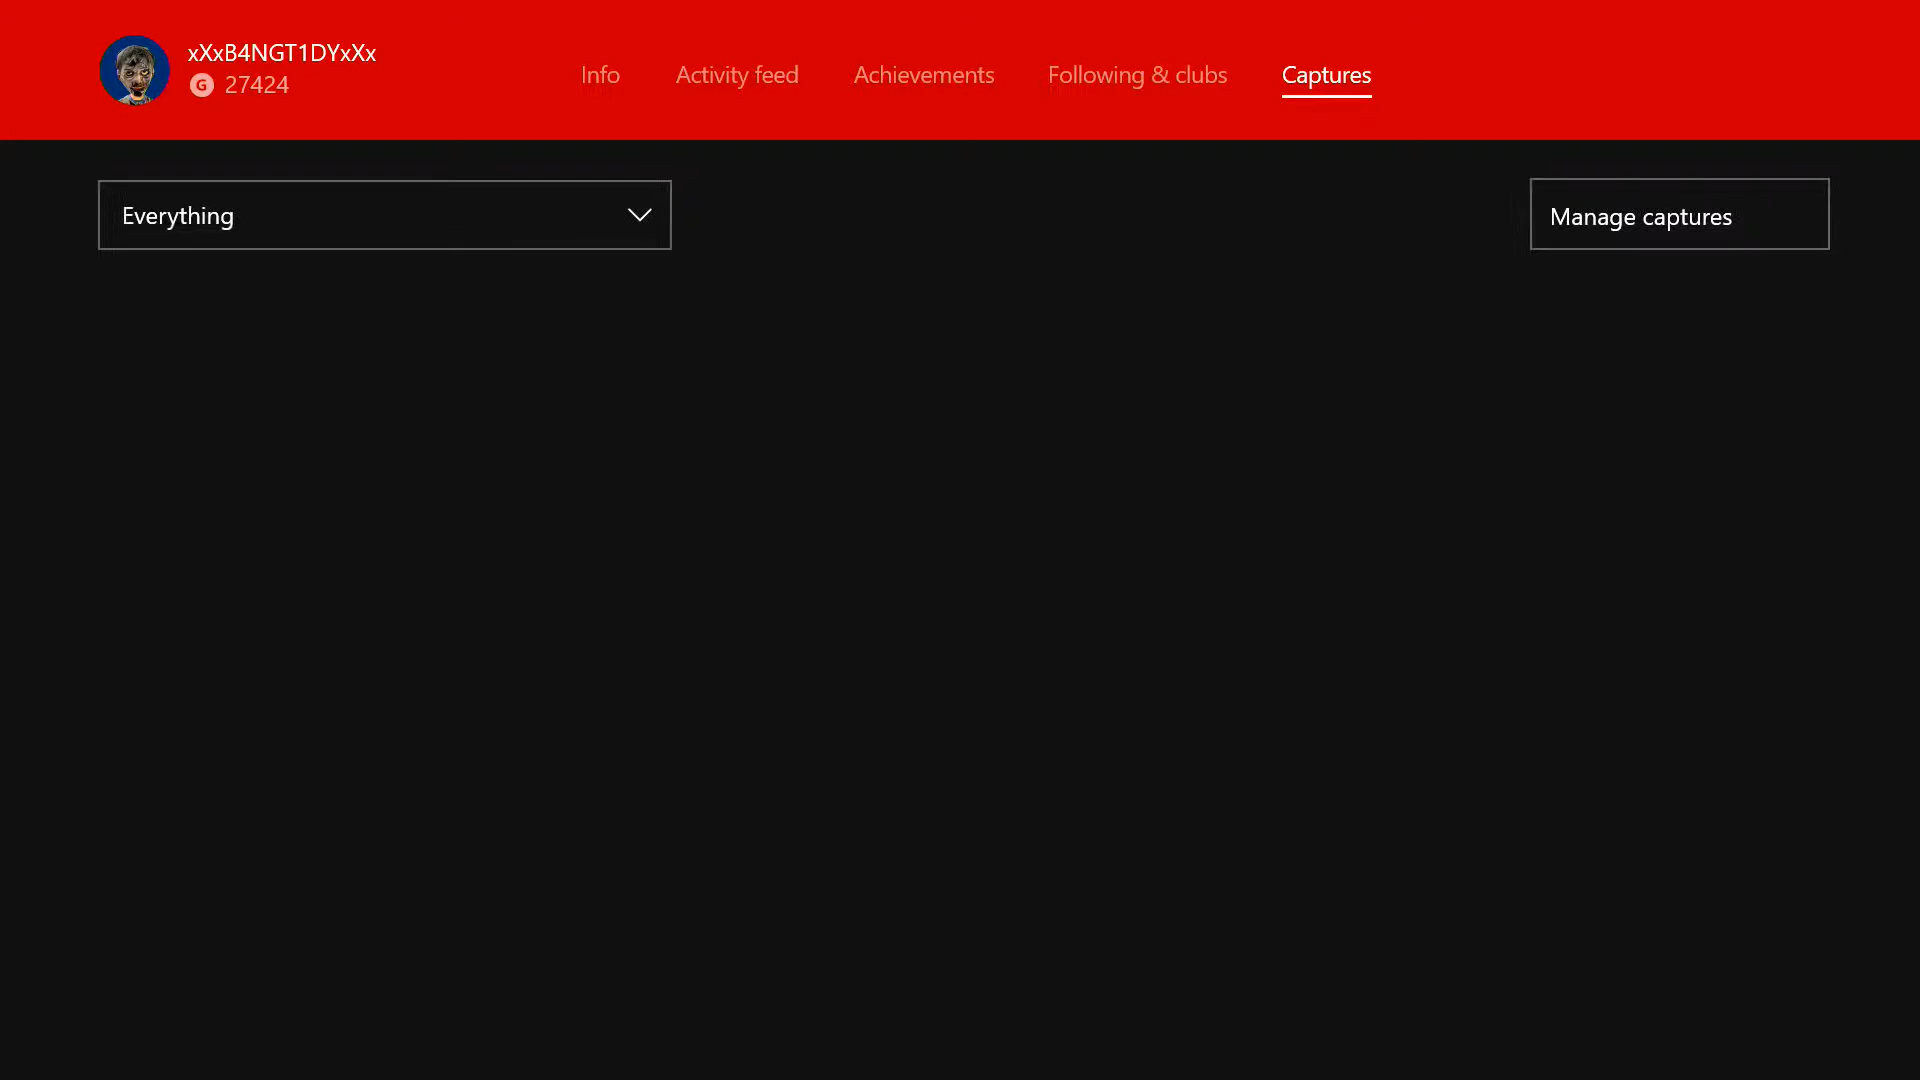 xXxB4NGT1DYxXx
G 27424
Info Activity feed Achievements Following & clubs Captures
Everything
Manage captures